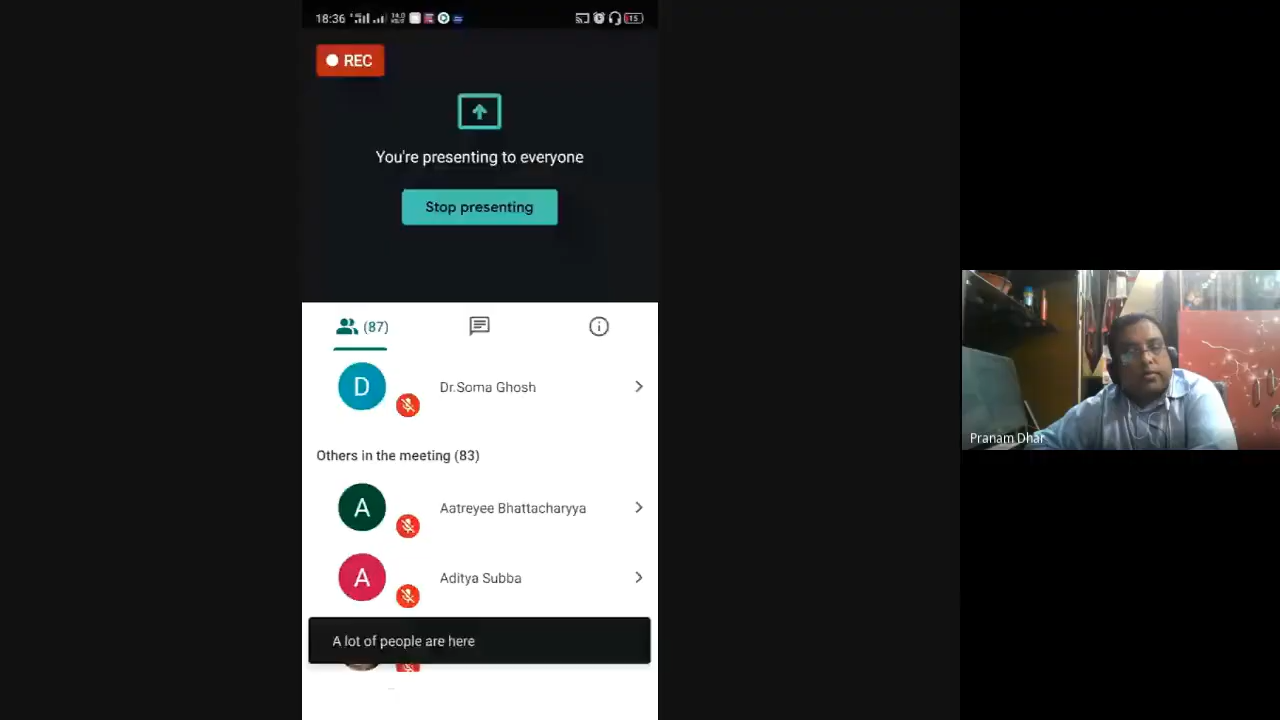 18:36
15
REC
You're presenting to everyone
Stop presenting
(87)
D
Dr.Soma Ghosh
Others in the meeting (83)
A
Aatreyee Bhattacharyya
A
Aditya Subba
A lot of people are here
Pranam Dhar